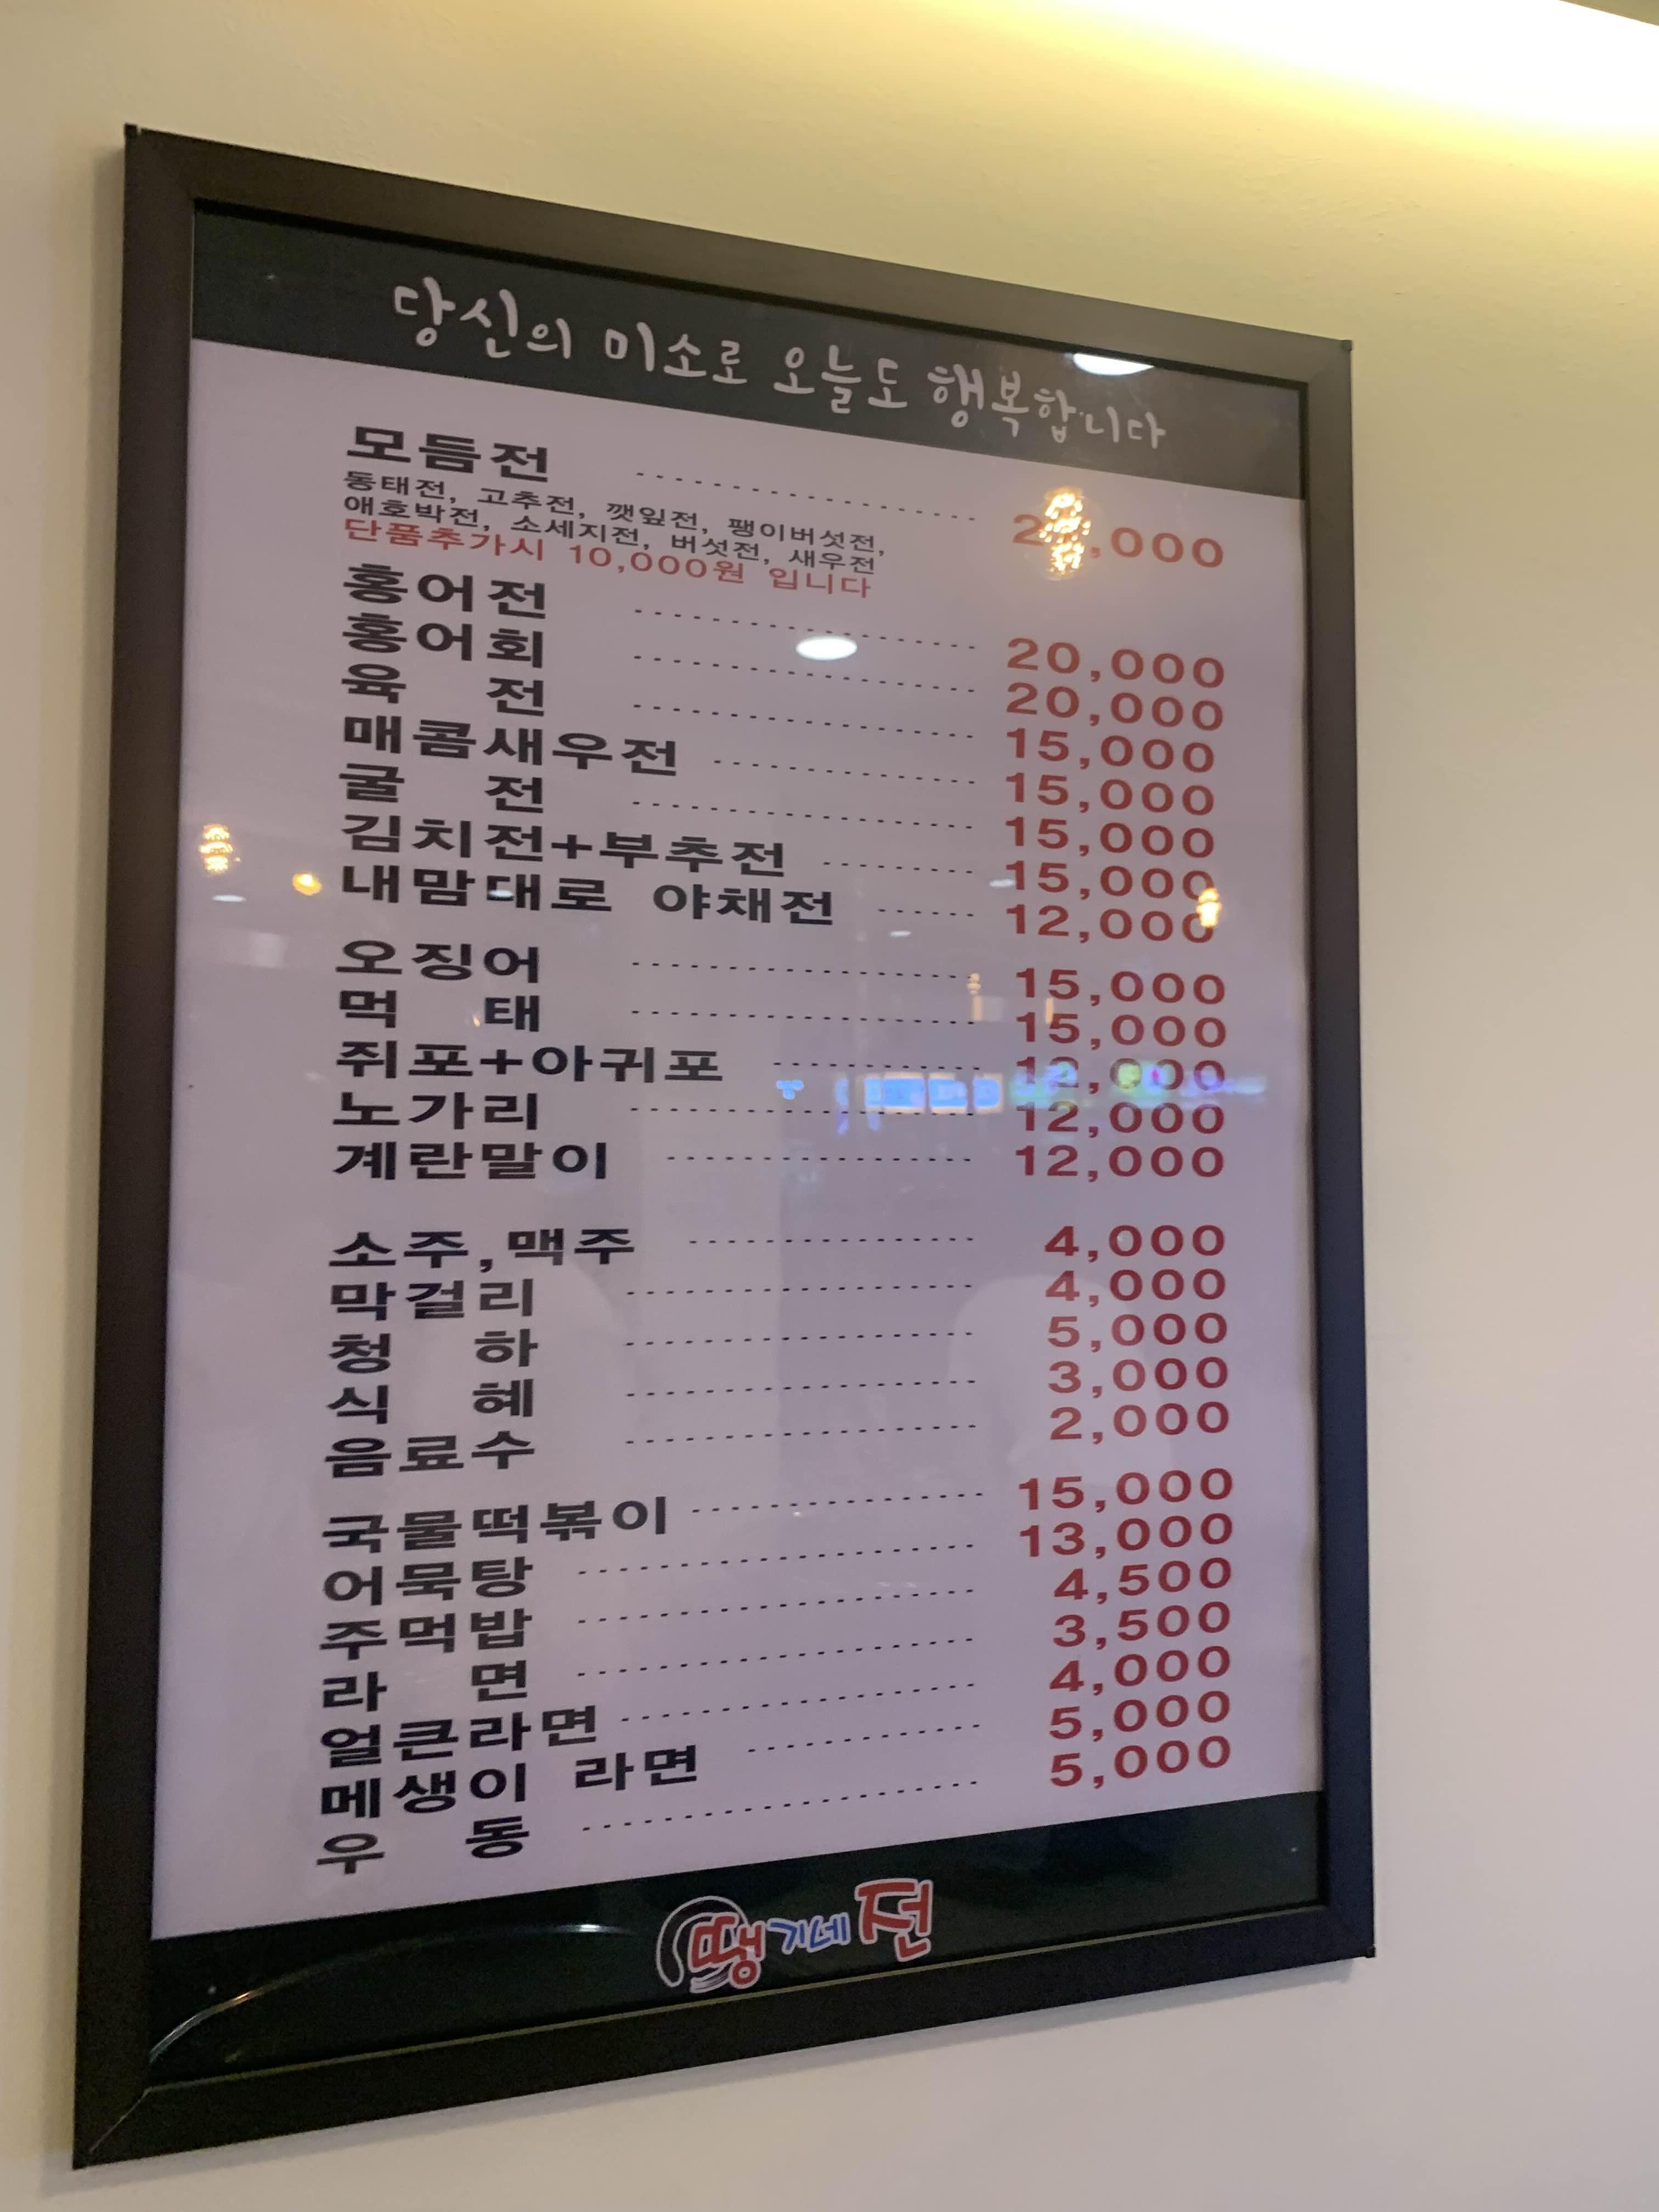 당신의 미소로 오늘도 행복합니다
모듬전
동태전, 고추전, 깻잎전, 팽이버섯전,
애호박전, 소세지전, 버섯전, 새우전
단품추가시 10,000원 입니다
홍어전 20,000
홍어회 20,000
육 전 15,000
매콤새우전 15,000
굴 전 15,000
김치전+부추전 15,000
내맘대로 야채전 12,000
오징어 15,000
먹 태 15,000
쥐포+아귀포 12,000
노가리 12,000
계란말이 12,000
소주,맥주 4,000
막걸리 4,000
청 하 5,000
식 혜 3,000
음료수 2,000
국물떡볶이 15,000
어묵탕 13,000
주먹밥 4,500
라 면 3,500
얼큰라면 4,000
메생이 라면 5,000
우 동 5,000
땡기네전